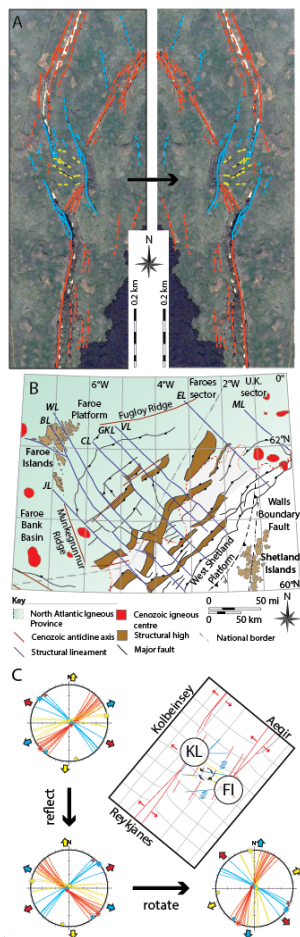 A
N
0.2 km
0.2 km
B
6°W
4°W
2°W
0°
Faroes sector
U.K. sector
EL
ML
WL
BL
Faroe Platform
Fugloy Ridge
GKL
VL
CL
62°N
Faroe Islands
JL
Faroe Bank Basin
Munkegrunnur Ridge
Walls Boundary Fault
West Shetland Platform
Shetland Islands
60°N
Key
North Atlantic Igneous Province
Cenozoic igneous centre
N
0 50 mi
0 50 km
Cenozoic anticline axis
Structural high
National border
Structural lineament
Major fault
C
N
Kolbeinsey
Aegir
KL
FI
Reykjanes
reflect
N
N
rotate